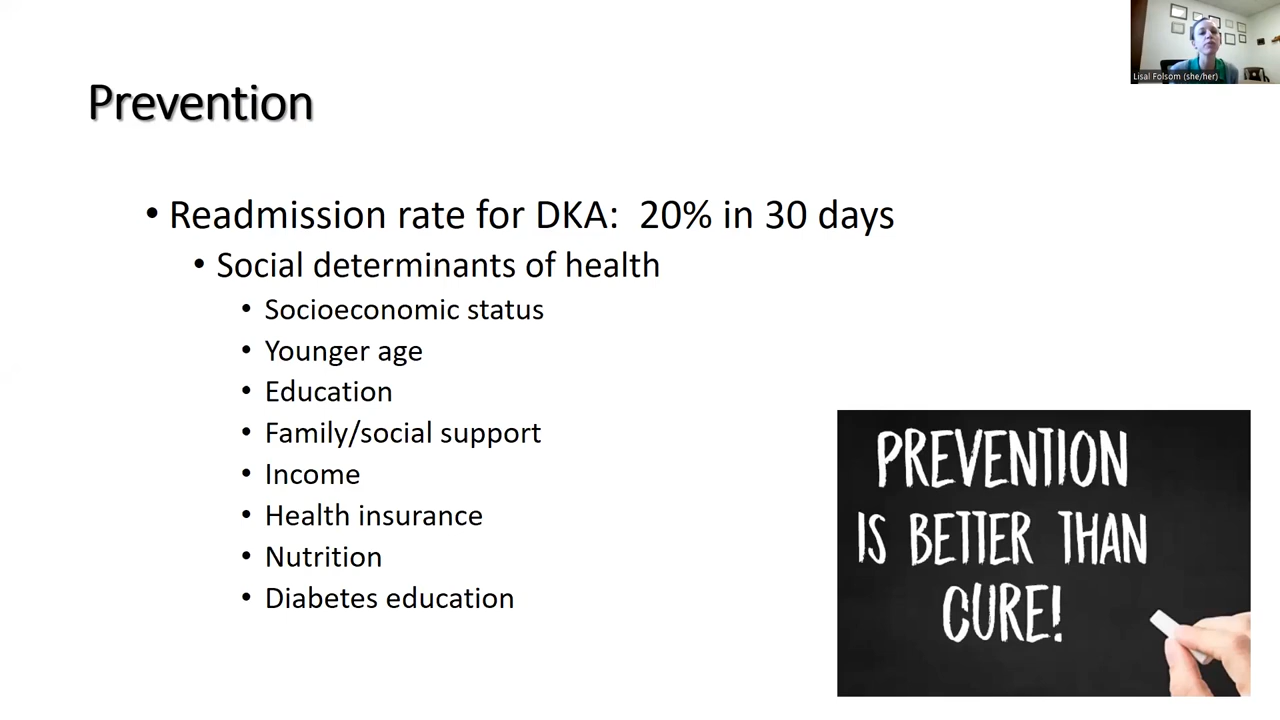 Lisal Folsom (she/her)
Prevention
• Readmission rate for DKA: 20% in 30 days
• Social determinants of health
• Socioeconomic status
• Younger age
• Education
• Family/social support
• Income
• Health insurance
• Nutrition
• Diabetes education
PREVENTION
IS BETTER THAN
CURE!